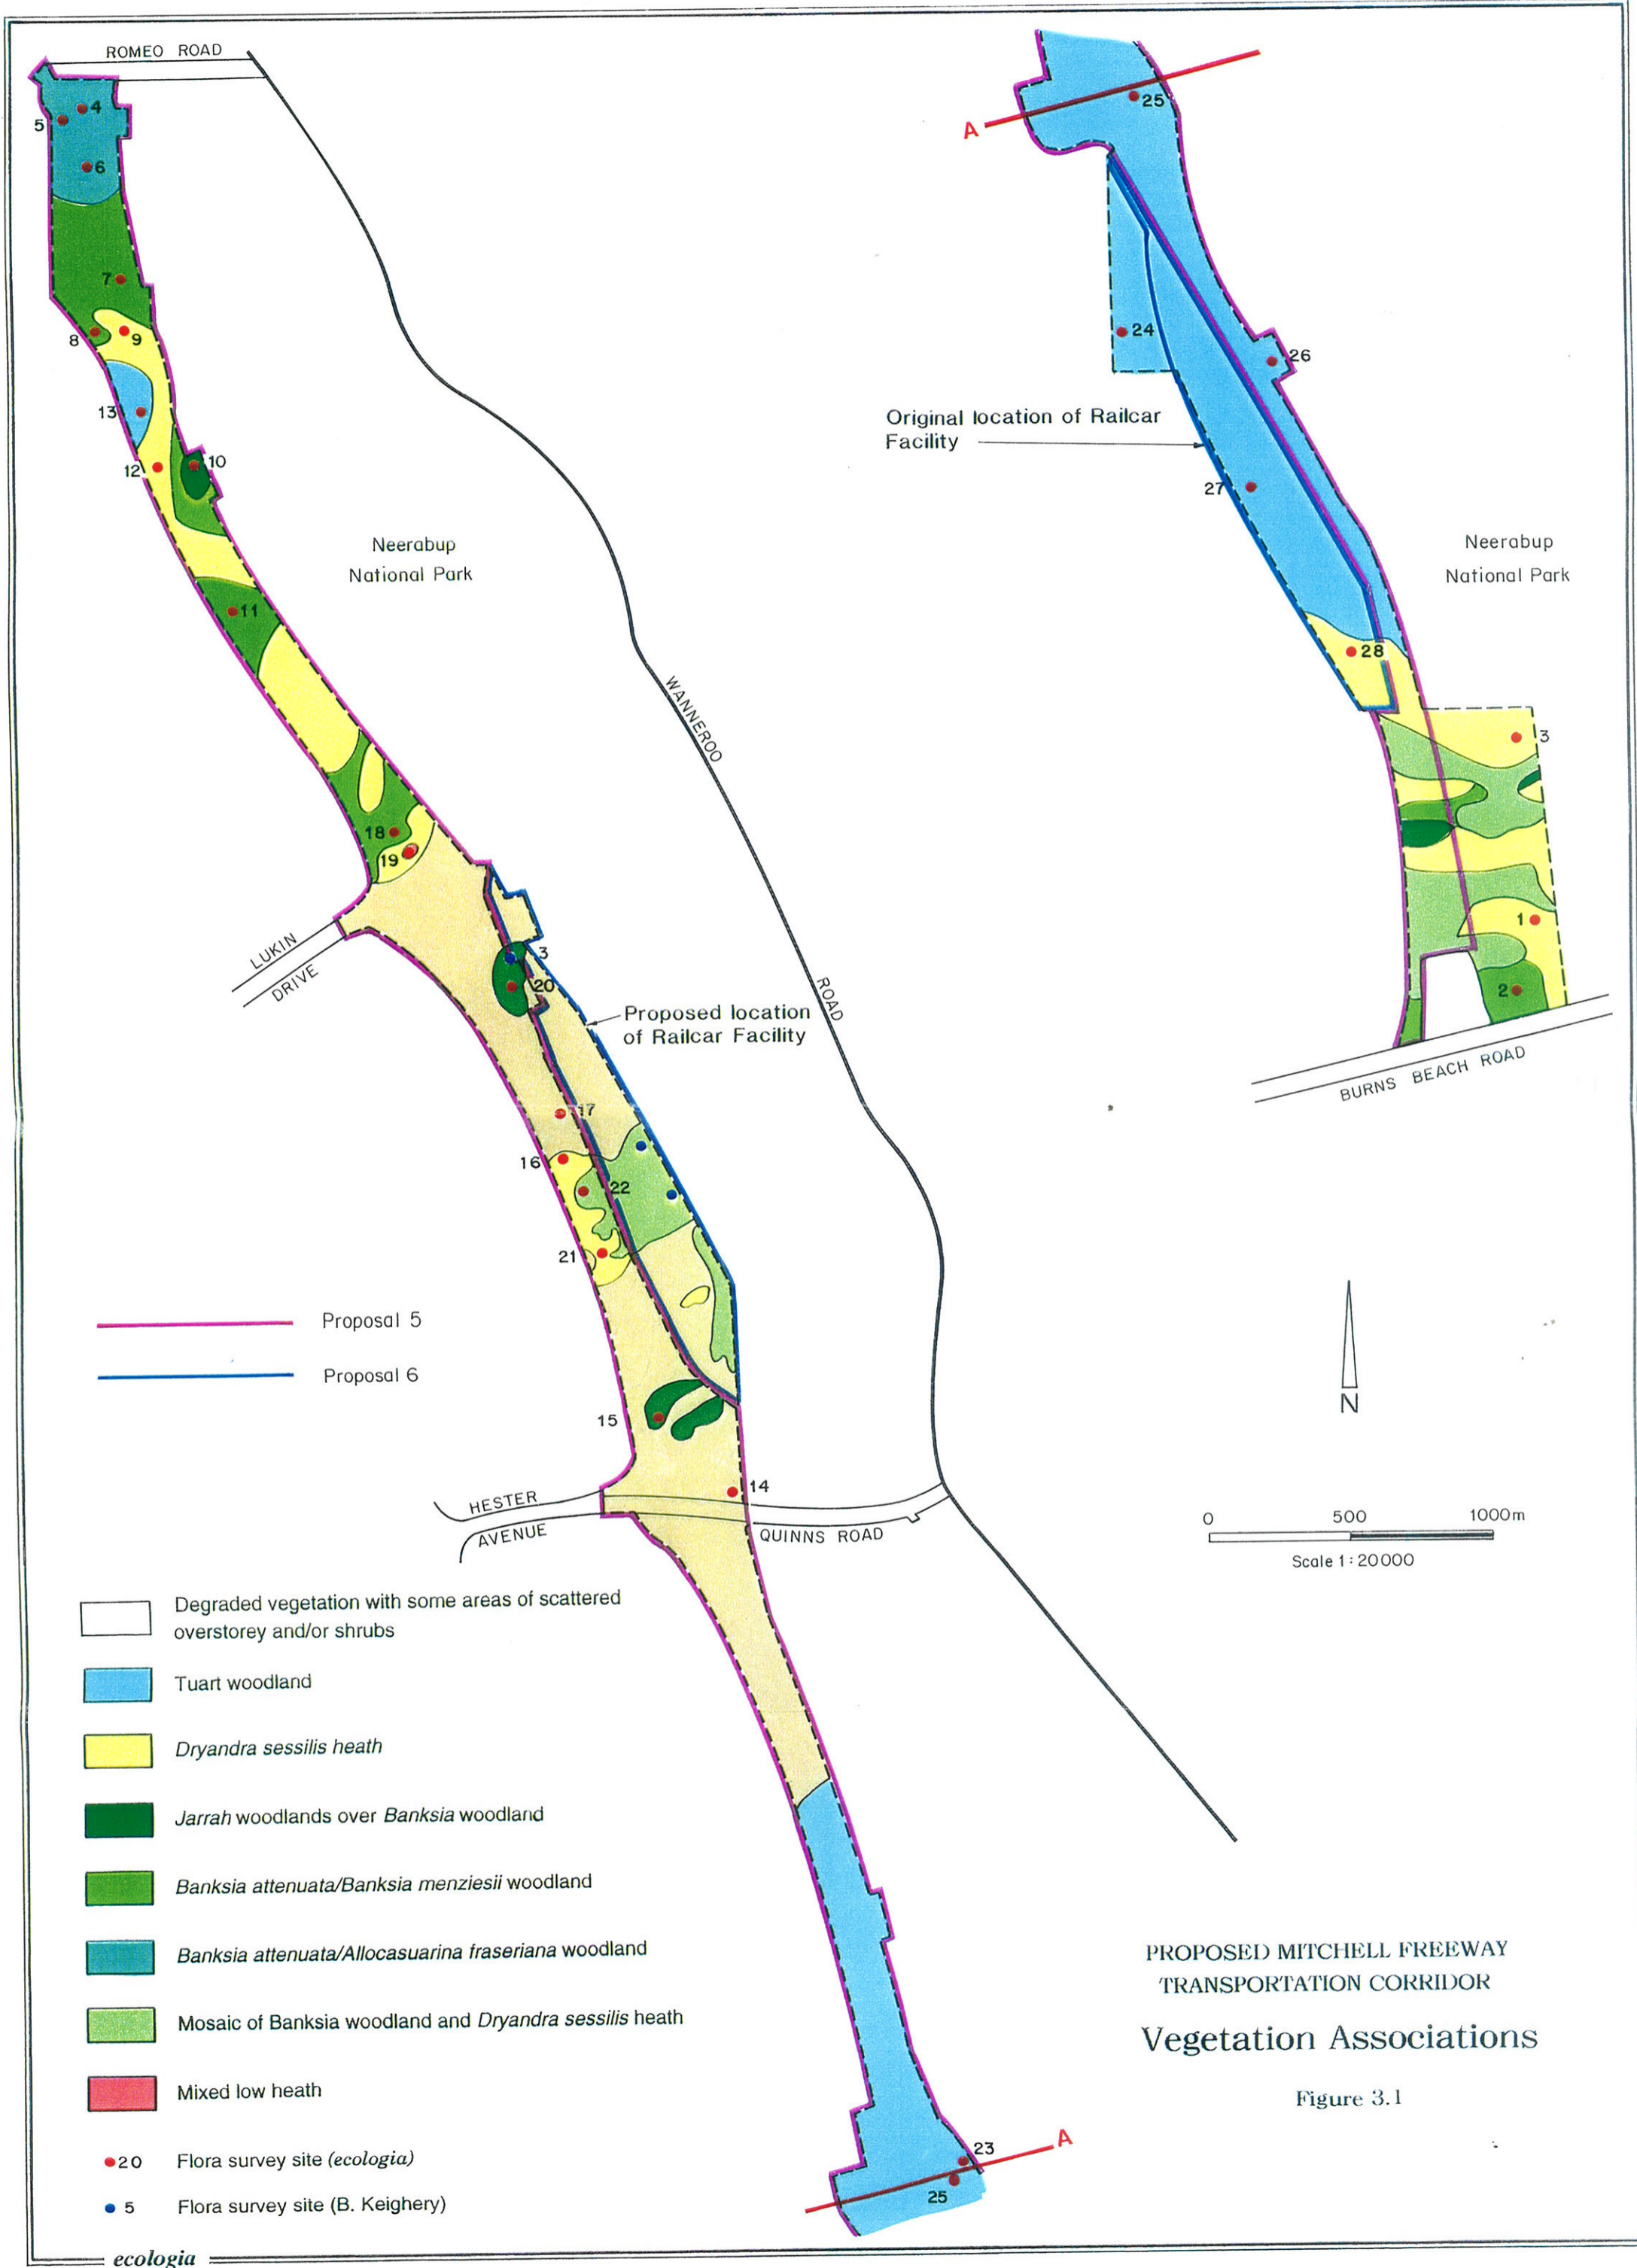 ROMEO ROAD
4
5
6
7
8
9
13
12
10
11
Neerabup
National Park
WANNEROO
ROAD
18
19
LUKIN
DRIVE
3
20
Proposed location
of Railcar Facility
17
16
22
21
15
14
HESTER
AVENUE
QUINNS ROAD
23
25
A
A
25
24
26
Original location of Railcar
Facility
27
Neerabup
National Park
28
3
1
2
BURNS BEACH ROAD
Proposal 5
Proposal 6
N
0 500 1000m
Scale 1:20000
Degraded vegetation with some areas of scattered
overstorey and/or shrubs
Tuart woodland
Dryandra sessilis heath
Jarrah woodlands over Banksia woodland
Banksia attenuata/Banksia menziesii woodland
Banksia attenuata/Allocasuarina fraseriana woodland
Mosaic of Banksia woodland and Dryandra sessilis heath
Mixed low heath
20 Flora survey site (ecologia)
5 Flora survey site (B. Keighery)
PROPOSED MITCHELL FREEWAY
TRANSPORTATION CORRIDOR
Vegetation Associations
Figure 3.1
ecologia